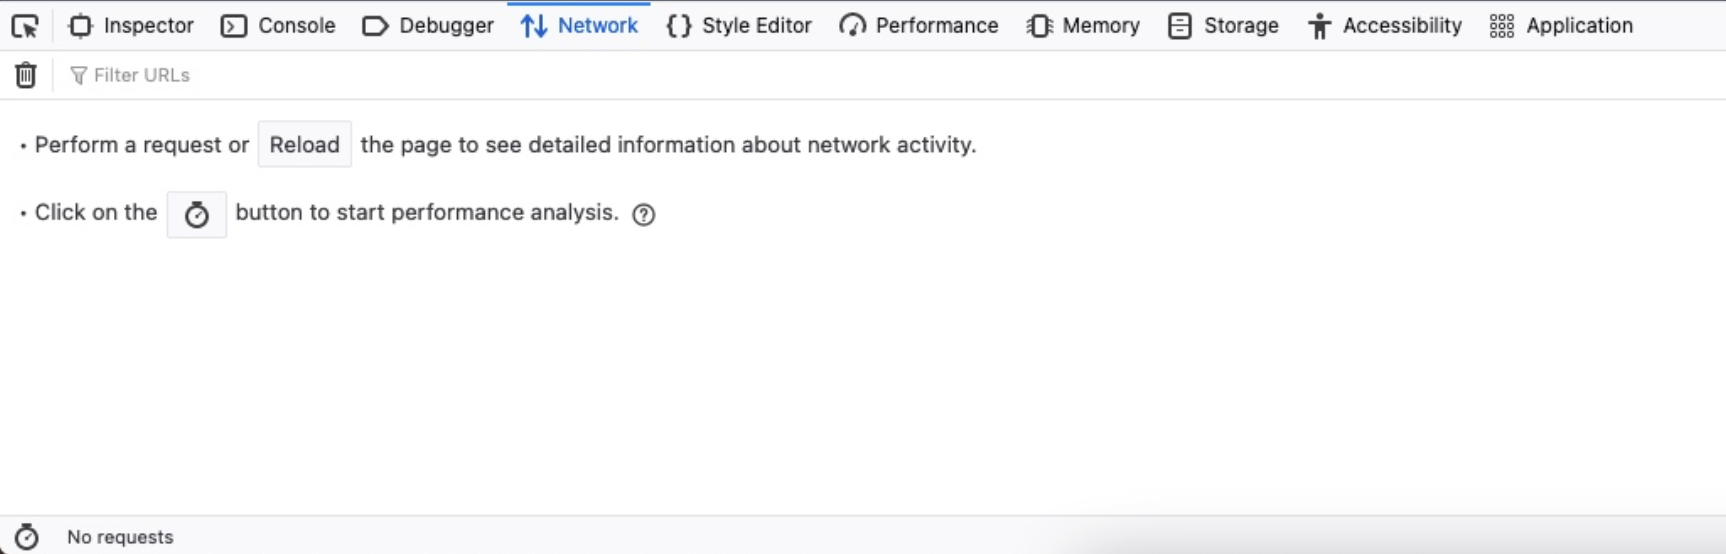 Inspector Console Debugger Network Style Editor Performance Memory Storage Accessibility Application
Filter URLs
• Perform a request or Reload the page to see detailed information about network activity.
• Click on the button to start performance analysis.
No requests